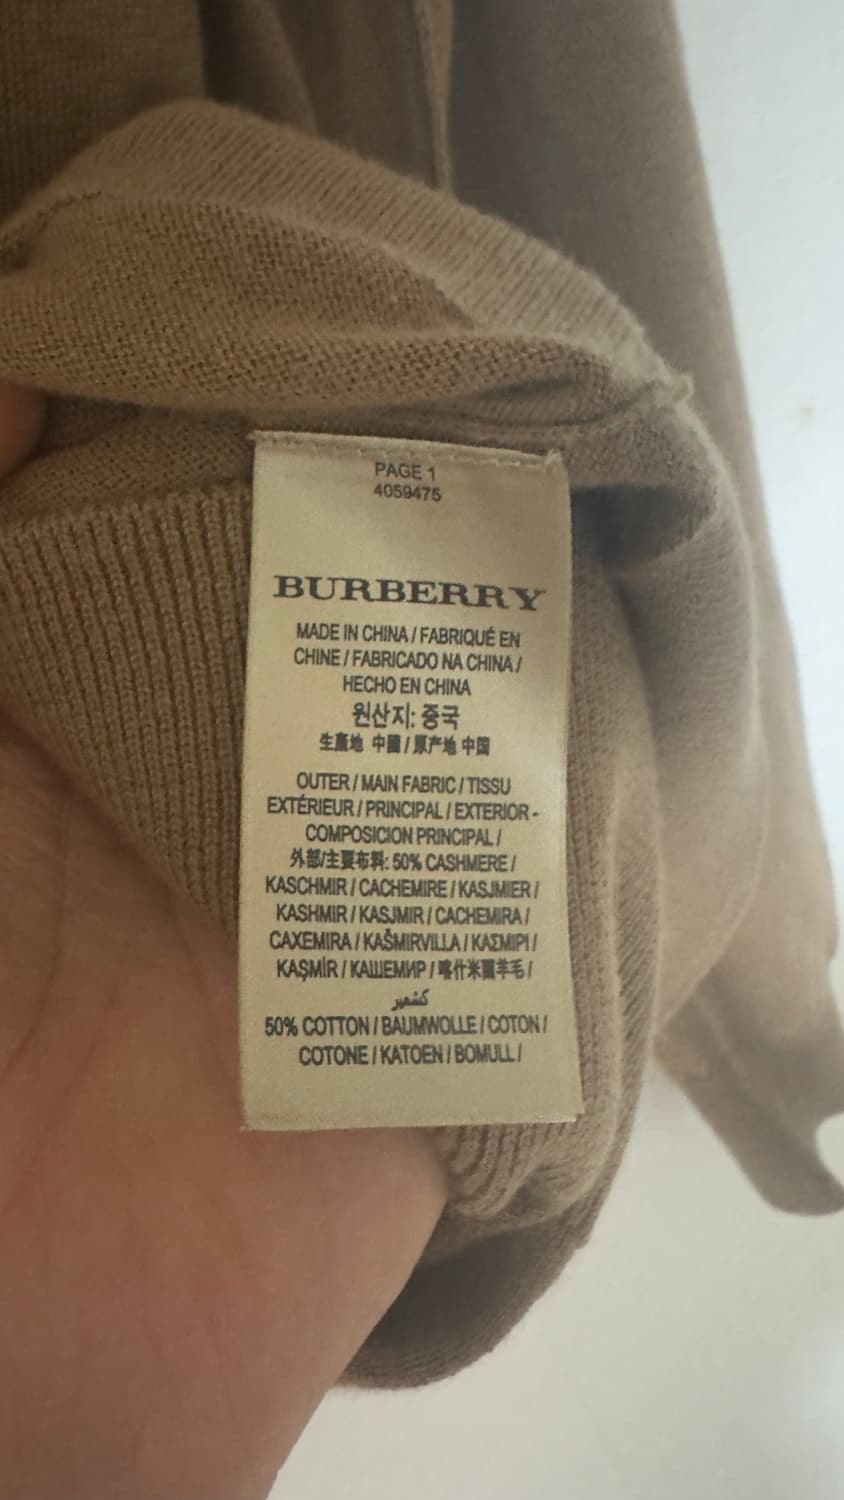 PAGE 1
4059475
BURBERRY
MADE IN CHINA / FABRIQUÉ EN
CHINE / FABRICADO NA CHINA /
HECHO EN CHINA
원산지: 중국
生產地 中國 / 原产地 中国
OUTER / MAIN FABRIC / TISSU
EXTÉRIEUR / PRINCIPAL / EXTERIOR -
COMPOSICION PRINCIPAL /
外部/主要布料: 50% CASHMERE /
KASCHMIR / CACHEMIRE / KASJMIER /
KASHMIR / KASJMIR / CACHEMIRA /
CAXEMIRA / KAŠMIRVILLA / ΚΑΣΜΙΡΙ /
KAŞMİR / КАШЕМИР / 喀什米爾羊毛 /
كشمير
50% COTTON / BAUMWOLLE / COTON /
COTONE / KATOEN / BOMULL /